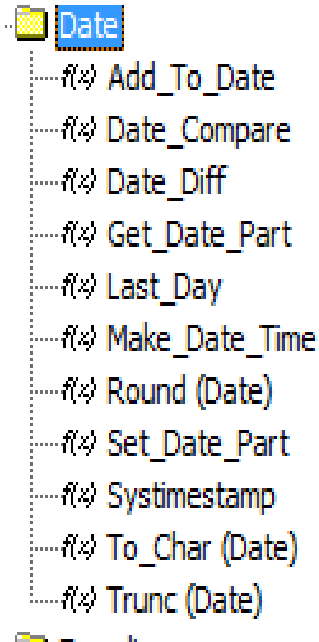 Date
f(x) Add_To_Date
f(x) Date_Compare
f(x) Date_Diff
f(x) Get_Date_Part
f(x) Last_Day
f(x) Make_Date_Time
f(x) Round (Date)
f(x) Set_Date_Part
f(x) Systimestamp
f(x) To_Char (Date)
f(x) Trunc (Date)